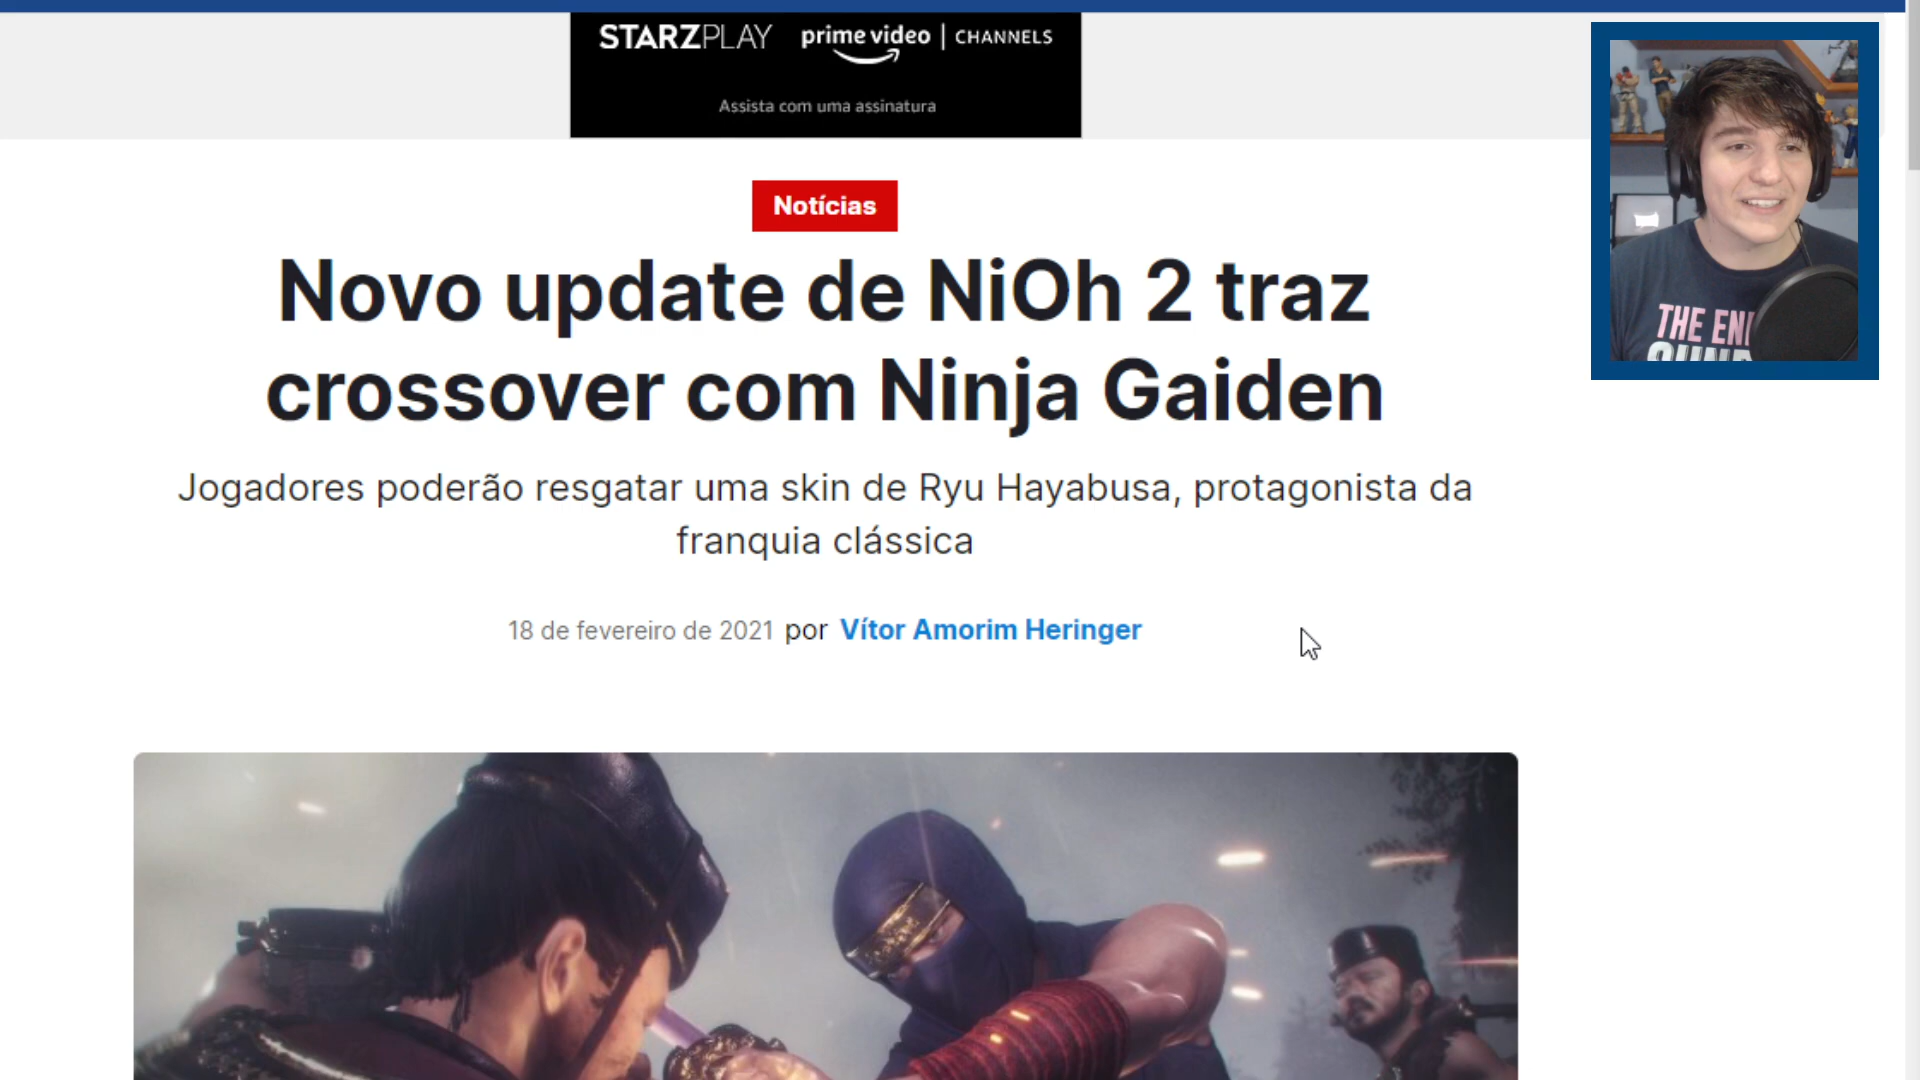 STARZPLAY prime video | CHANNELS
Assista com uma assinatura
Notícias
Novo update de NiOh 2 traz
crossover com Ninja Gaiden
Jogadores poderão resgatar uma skin de Ryu Hayabusa, protagonista da
franquia clássica
18 de fevereiro de 2021 por Vítor Amorim Heringer
THE EN